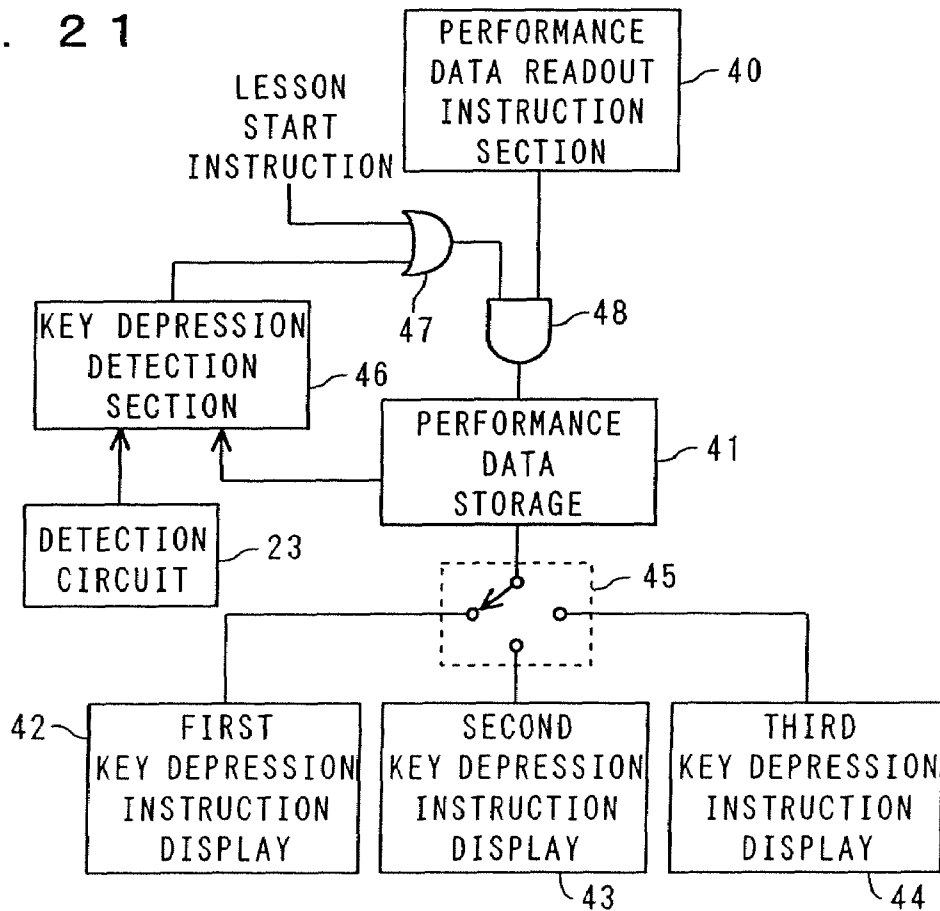 . 21
PERFORMANCE
DATA READOUT
INSTRUCTION
SECTION
40
LESSON
START
INSTRUCTION
47
48
KEY DEPRESSION
DETECTION
SECTION
46
PERFORMANCE
DATA
STORAGE
41
DETECTION
CIRCUIT
23
45
42
FIRST
KEY DEPRESSION
INSTRUCTION
DISPLAY
SECOND
KEY DEPRESSION
INSTRUCTION
DISPLAY
43
THIRD
KEY DEPRESSION
INSTRUCTION
DISPLAY
44